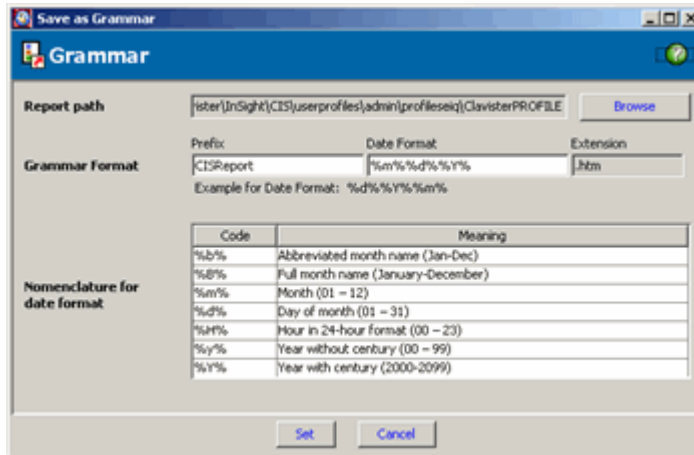 Save as Grammar
Grammar
Report path ister\InSight\CIS\userprofiles\admin\profileseiq\ClavisterPROFILE Browse
Prefix Date Format Extension
Grammar Format CISReport %m%%d%%Y% .htm
Example for Date Format: %d%%Y%%m%
Code Meaning
%b% Abbreviated month name (Jan-Dec)
%B% Full month name (January-December)
%m% Month (01 – 12)
Nomenclature for date format
%d% Day of month (01 – 31)
%H% Hour in 24-hour format (00 – 23)
%y% Year without century (00 – 99)
%Y% Year with century (2000-2099)
Set Cancel